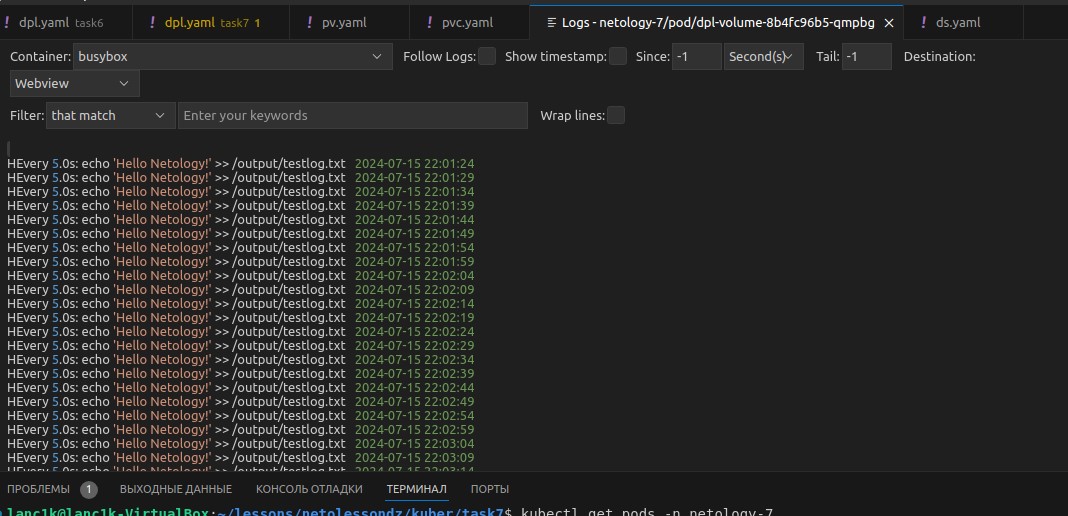 ! dpl.yaml task6 ! dpl.yaml task7 1 ! pv.yaml ! pvc.yaml Logs - netology-7/pod/dpl-volume-8b4fc96b5-qmpbg × ! ds.yaml
Container: busybox Follow Logs: Show timestamp: Since: -1 Second(s) Tail: -1 Destination:
Webview
Filter: that match Enter your keywords Wrap lines:
HEvery 5.0s: echo 'Hello Netology!' >> /output/testlog.txt 2024-07-15 22:01:24
HEvery 5.0s: echo 'Hello Netology!' >> /output/testlog.txt 2024-07-15 22:01:29
HEvery 5.0s: echo 'Hello Netology!' >> /output/testlog.txt 2024-07-15 22:01:34
HEvery 5.0s: echo 'Hello Netology!' >> /output/testlog.txt 2024-07-15 22:01:39
HEvery 5.0s: echo 'Hello Netology!' >> /output/testlog.txt 2024-07-15 22:01:44
HEvery 5.0s: echo 'Hello Netology!' >> /output/testlog.txt 2024-07-15 22:01:49
HEvery 5.0s: echo 'Hello Netology!' >> /output/testlog.txt 2024-07-15 22:01:54
HEvery 5.0s: echo 'Hello Netology!' >> /output/testlog.txt 2024-07-15 22:01:59
HEvery 5.0s: echo 'Hello Netology!' >> /output/testlog.txt 2024-07-15 22:02:04
HEvery 5.0s: echo 'Hello Netology!' >> /output/testlog.txt 2024-07-15 22:02:09
HEvery 5.0s: echo 'Hello Netology!' >> /output/testlog.txt 2024-07-15 22:02:14
HEvery 5.0s: echo 'Hello Netology!' >> /output/testlog.txt 2024-07-15 22:02:19
HEvery 5.0s: echo 'Hello Netology!' >> /output/testlog.txt 2024-07-15 22:02:24
HEvery 5.0s: echo 'Hello Netology!' >> /output/testlog.txt 2024-07-15 22:02:29
HEvery 5.0s: echo 'Hello Netology!' >> /output/testlog.txt 2024-07-15 22:02:34
HEvery 5.0s: echo 'Hello Netology!' >> /output/testlog.txt 2024-07-15 22:02:39
HEvery 5.0s: echo 'Hello Netology!' >> /output/testlog.txt 2024-07-15 22:02:44
HEvery 5.0s: echo 'Hello Netology!' >> /output/testlog.txt 2024-07-15 22:02:49
HEvery 5.0s: echo 'Hello Netology!' >> /output/testlog.txt 2024-07-15 22:02:54
HEvery 5.0s: echo 'Hello Netology!' >> /output/testlog.txt 2024-07-15 22:02:59
HEvery 5.0s: echo 'Hello Netology!' >> /output/testlog.txt 2024-07-15 22:03:04
HEvery 5.0s: echo 'Hello Netology!' >> /output/testlog.txt 2024-07-15 22:03:09
HEvery 5.0s: echo 'Hello Netology!' >> /output/testlog.txt 2024-07-15 22:03:14
ПРОБЛЕМЫ 1 ВЫХОДНЫЕ ДАННЫЕ КОНСОЛЬ ОТЛАДКИ ТЕРМИНАЛ ПОРТЫ
lanc1k@lanc1k-VirtualBox:~/lessons/netolessondz/kuber/task7$ kubectl get pods -n netology-7